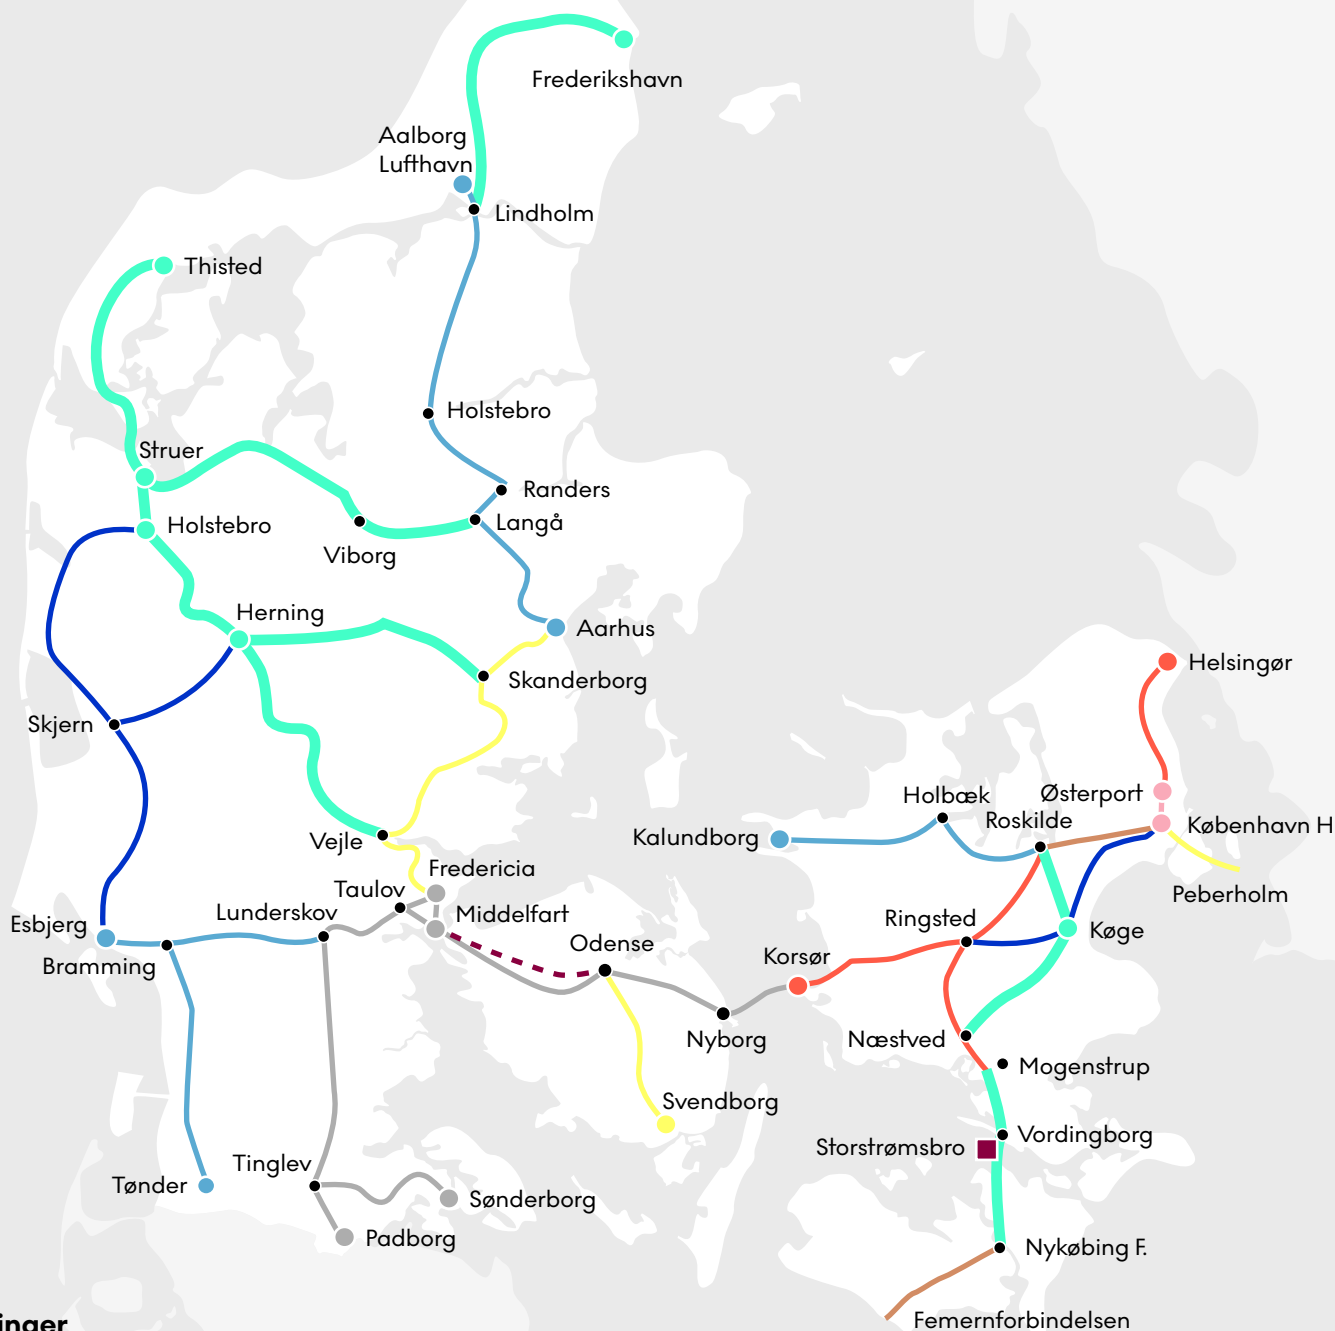 Frederikshavn
Aalborg
Lufthavn
Lindholm
Thisted
Holstebro
Struer
Randers
Langå
Holstebro
Viborg
Herning
Aarhus
Skanderborg
Helsingør
Skjern
Østerport
Holbæk
Roskilde
København H
Kalundborg
Vejle
Fredericia
Taulov
Peberholm
Lunderskov
Middelfart
Ringsted
Esbjerg
Køge
Odense
Korsør
Bramming
Nyborg
Næstved
Mogenstrup
Svendborg
Vordingborg
Storstrømsbro
Tinglev
Tønder
Sønderborg
Padborg
Nykøbing F.
Femernforbindelsen
inger